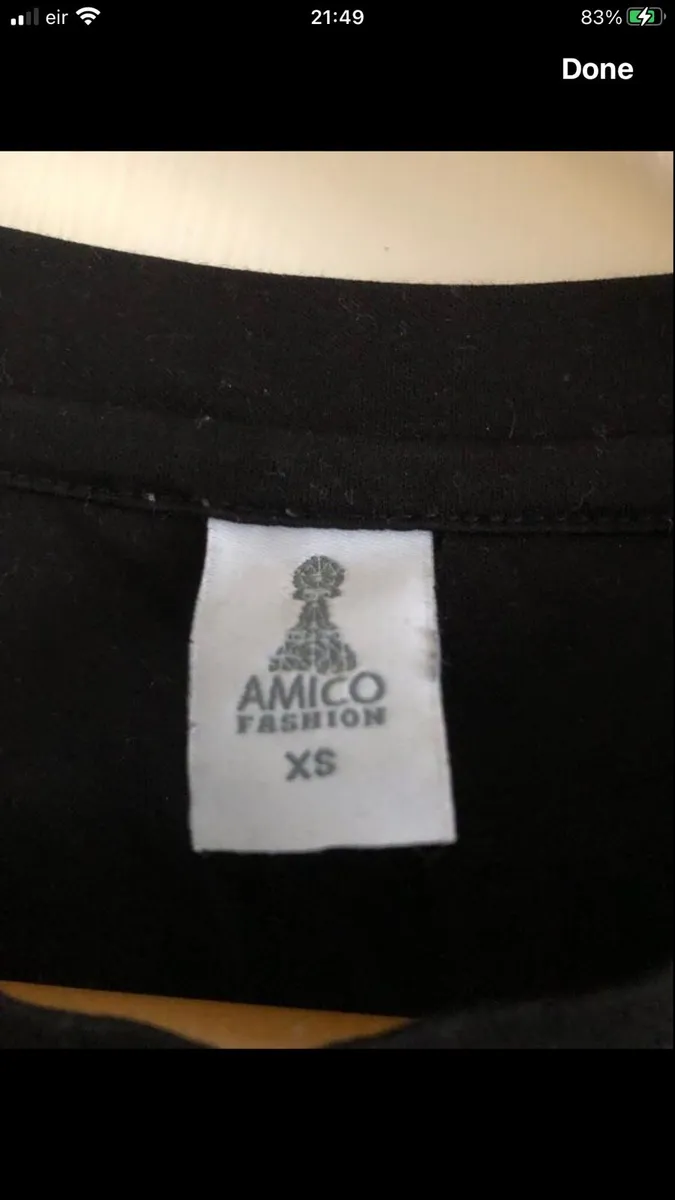 eir 21:49 83%
Done
AMICO
FASHION
XS